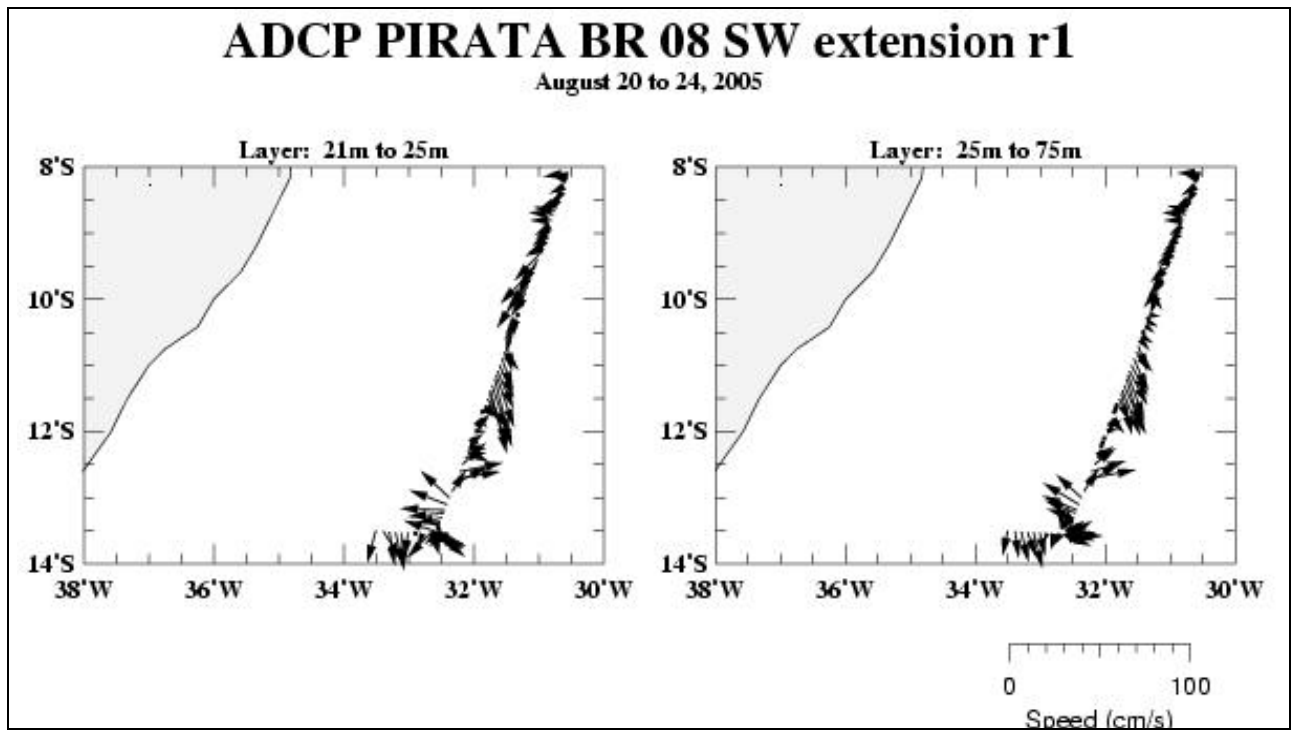 ADCP PIRATA BR 08 SW extension r1
August 20 to 24, 2005
Layer: 21m to 25m
8°S
10°S
12°S
14°S
38°W 36°W 34°W 32°W 30°W
Layer: 25m to 75m
8°S
10°S
12°S
14°S
38°W 36°W 34°W 32°W 30°W
0 100
Speed (cm/s)